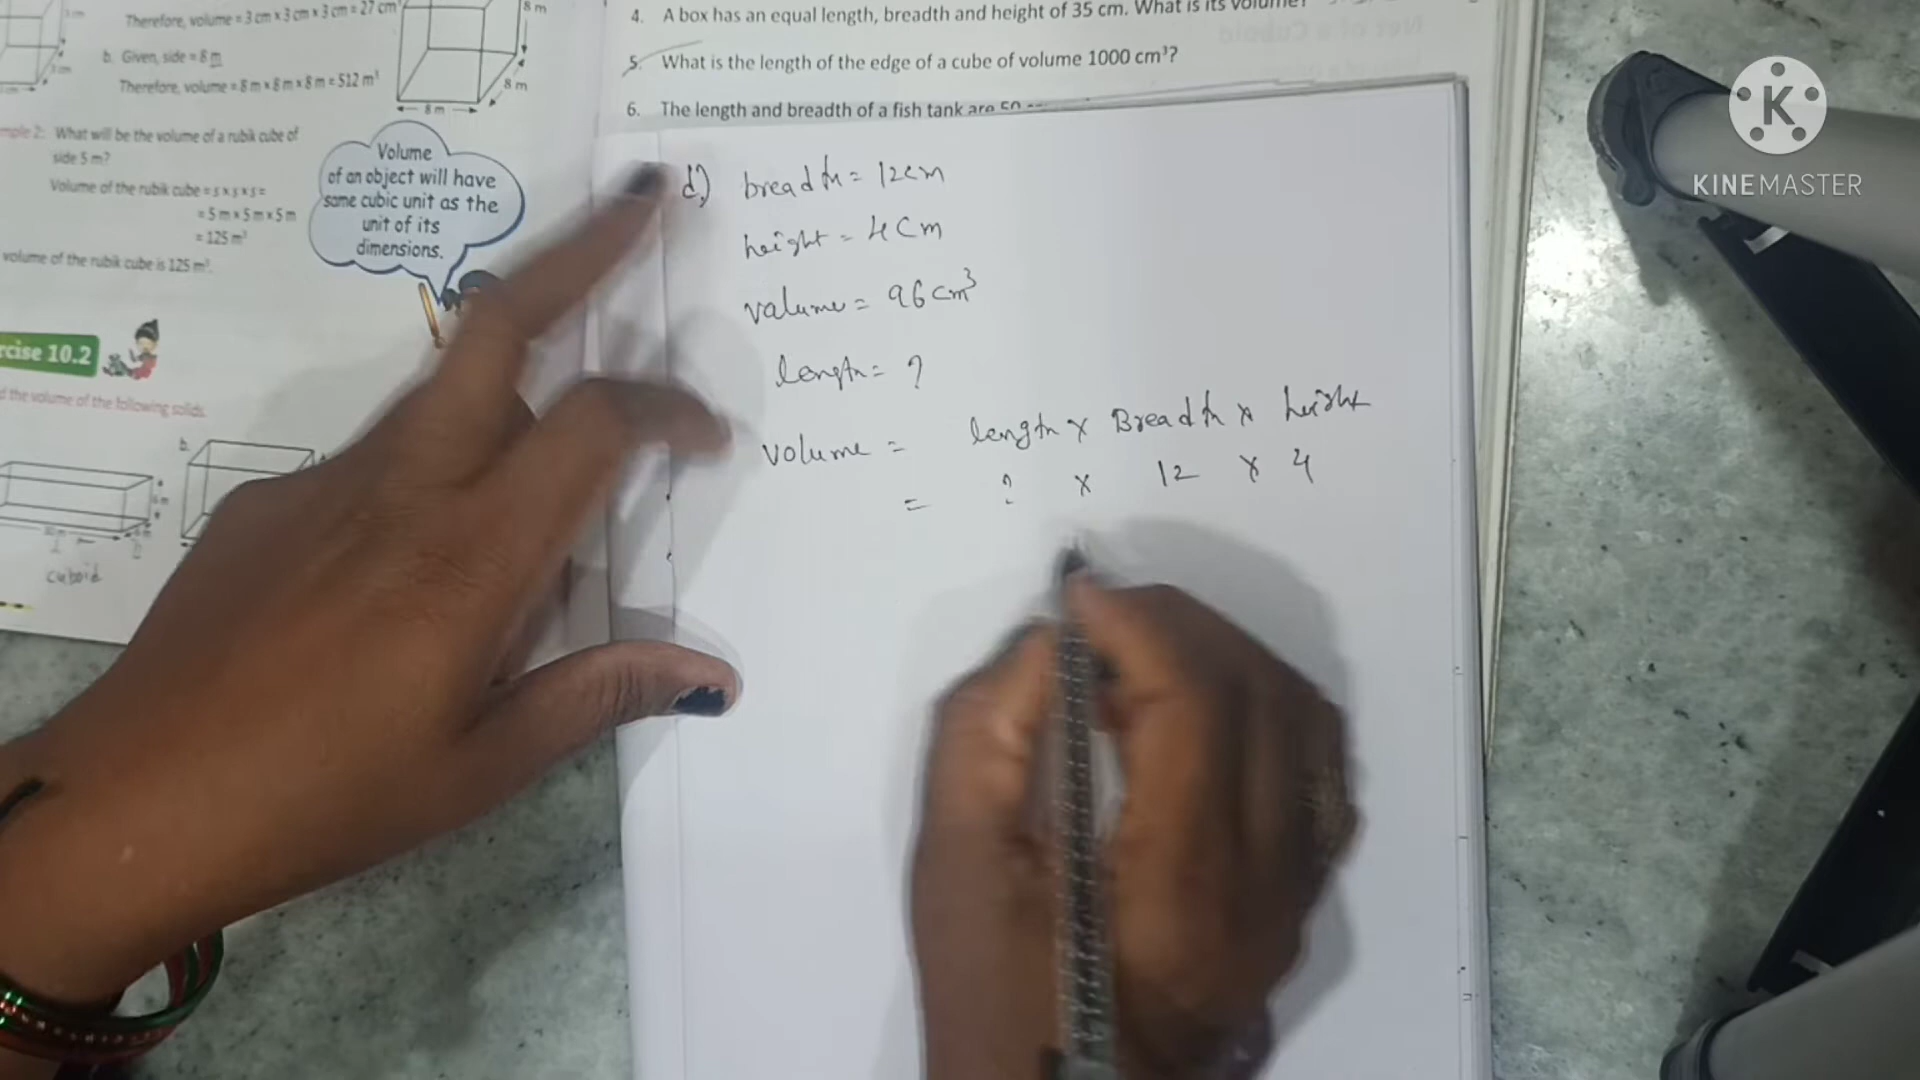 Therefore, volume = 3 cm × 3 cm × 3 cm = 27 cm³
b. Given, side = 8 m
Therefore, volume = 8 m × 8 m × 8 m = 512 m³
8 m
8 m
8 m
2: What will be the volume of a rubik cube of
side 5 m?
Volume of the rubik cube = s × s × s =
= 5 m × 5 m × 5 m
= 125 m³
volume of the rubik cube is 125 m³.
Volume
of an object will have
same cubic unit as the
unit of its
dimensions.
10.2
the volume of the following solids.
b.
cuboid
4. A box has an equal length, breadth and height of 35 cm. What is its volume?
5. What is the length of the edge of a cube of volume 1000 cm³?
6. The length and breadth of a fish tank are 50
d) breadth = 12cm
height = 4Cm
valume = 96cm³
length = ?
volume = length × Breadth × height
= ? × 12 × 4
K
KINEMASTER